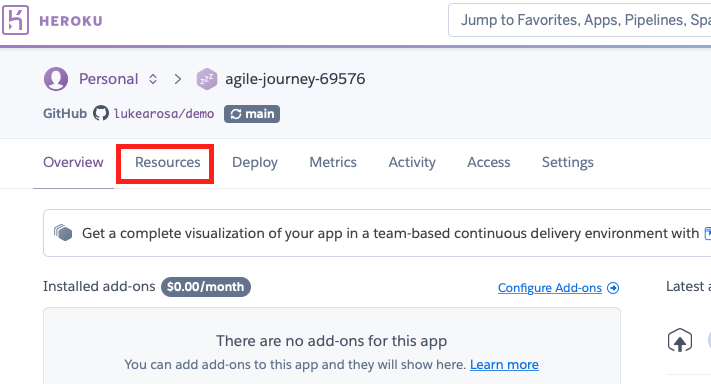 HEROKU
Jump to Favorites, Apps, Pipelines, Spa
Personal > agile-journey-69576
GitHub lukearosa/demo main
Overview Resources Deploy Metrics Activity Access Settings
Get a complete visualization of your app in a team-based continuous delivery environment with
Installed add-ons $0.00/month Configure Add-ons Latest a
There are no add-ons for this app
You can add add-ons to this app and they will show here. Learn more